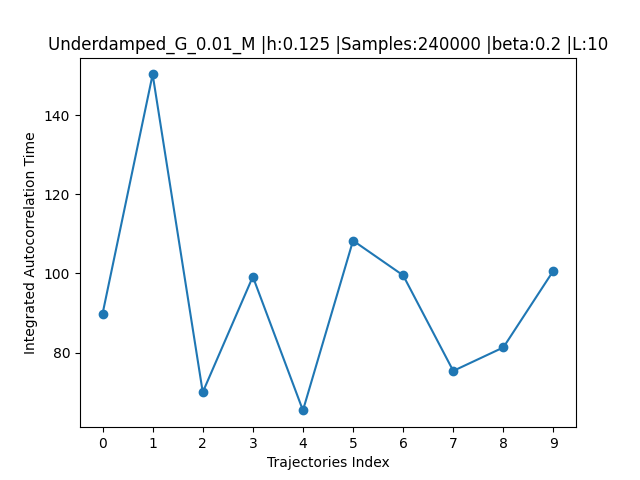 Underdamped_G_0.01_M |h:0.125 |Samples:240000 |beta:0.2 |L:10
Integrated Autocorrelation Time
140
120
100
80
0 1 2 3 4 5 6 7 8 9
Trajectories Index